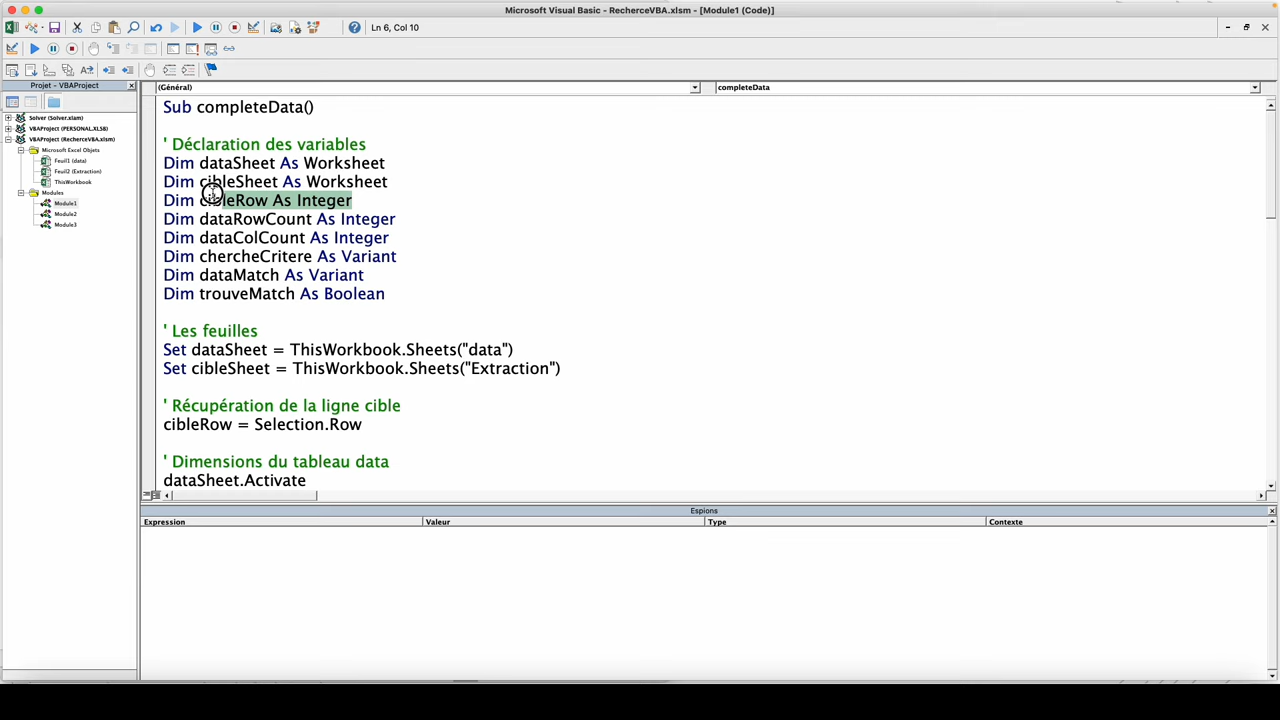 Microsoft Visual Basic - RecherceVBA.xlsm - [Module1 (Code)]
Ln 6, Col 10
Projet - VBAProject
(Général)
completeData
Solver (Solver.xlam)
VBAProject (PERSONAL.XLSB)
VBAProject (RecherceVBA.xlsm)
Microsoft Excel Objets
Feuil1 (data)
Feuil2 (Extraction)
ThisWorkbook
Modules
Module1
Module2
Module3
Sub completeData()
' Déclaration des variables
Dim dataSheet As Worksheet
Dim cibleSheet As Worksheet
Dim cibleRow As Integer
Dim dataRowCount As Integer
Dim dataColCount As Integer
Dim chercheCritere As Variant
Dim dataMatch As Variant
Dim trouveMatch As Boolean
' Les feuilles
Set dataSheet = ThisWorkbook.Sheets("data")
Set cibleSheet = ThisWorkbook.Sheets("Extraction")
' Récupération de la ligne cible
cibleRow = Selection.Row
' Dimensions du tableau data
dataSheet.Activate
Espions
Expression Valeur Type Contexte